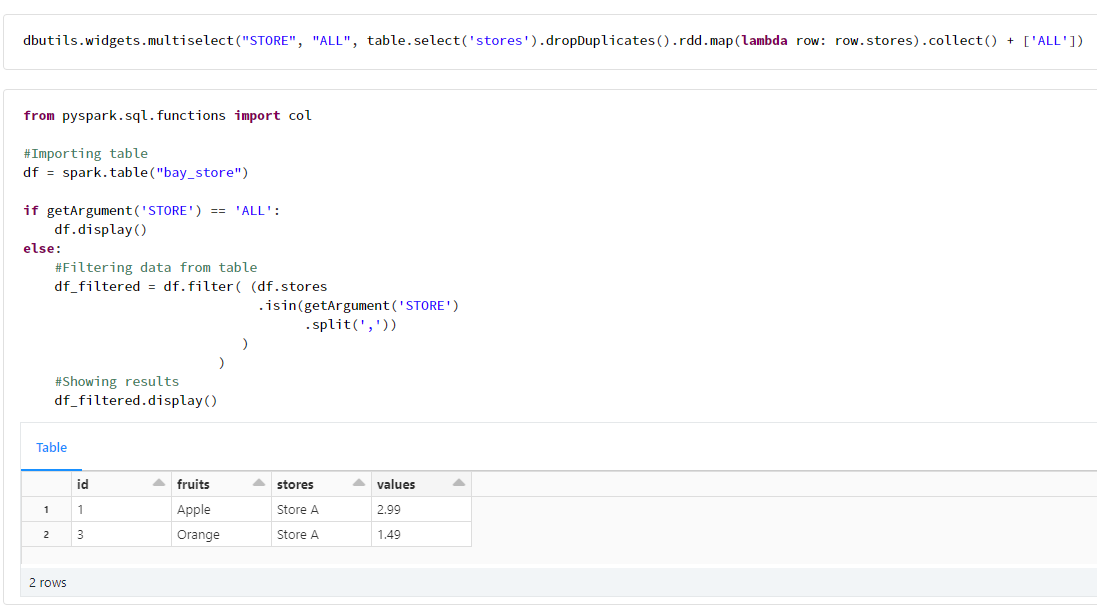 dbutils.widgets.multiselect("STORE", "ALL", table.select('stores').dropDuplicates().rdd.map(lambda row: row.stores).collect() + ['ALL'])
from pyspark.sql.functions import col
#Importing table
df = spark.table("bay_store")
if getArgument('STORE') == 'ALL':
    df.display()
else:
    #Filtering data from table
    df_filtered = df.filter( (df.stores
                              .isin(getArgument('STORE')
                                    .split(','))
                            )
                         )
    #Showing results
    df_filtered.display()
Table
id fruits stores values
1 1 Apple Store A 2.99
2 3 Orange Store A 1.49
2 rows